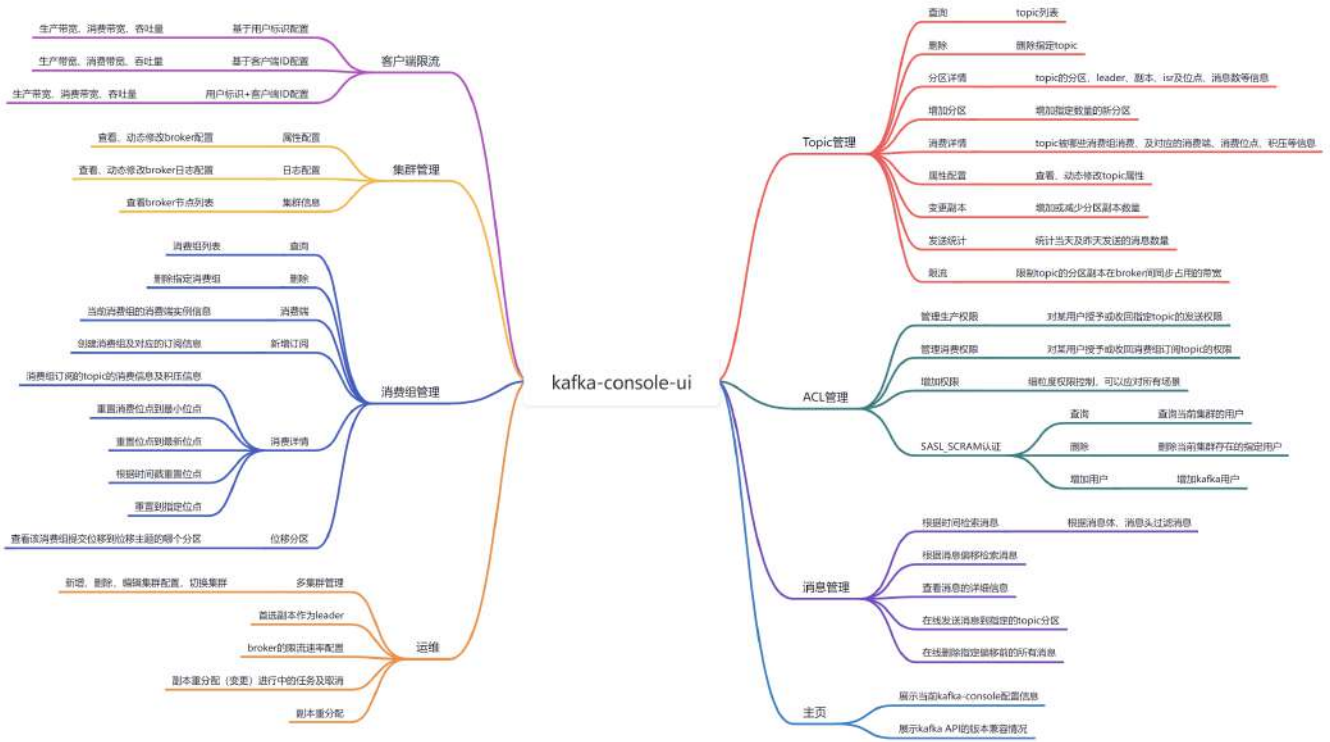 kafka-console-ui
客户端限流
生产带宽、消费带宽、吞吐量 基于用户标识配置
生产带宽、消费带宽、吞吐量 基于客户端ID配置
生产带宽、消费带宽、吞吐量 用户标识+客户端ID配置
集群管理
查看、动态修改broker配置 属性配置
查看、动态修改broker日志配置 日志配置
查看broker节点列表 集群信息
消费组管理
消费组列表 查询
删除指定消费组 删除
当前消费组的消费端实例信息 消费端
创建消费组及对应的订阅信息 新增订阅
消费详情
消费组订阅的topic的消费信息及积压信息
重置消费位点到最小位点
重置位点到最新位点
根据时间戳重置位点
重置到指定位点
查看该消费组提交位移到位移主题的哪个分区 位移分区
运维
新增、删除、编辑集群配置、切换集群 多集群管理
首选副本作为leader
broker的限流速率配置
副本重分配（变更）进行中的任务及取消
副本重分配
Topic管理
查询 topic列表
删除 删除指定topic
分区详情 topic的分区、leader、副本、isr及位点、消息数等信息
增加分区 增加指定数量的新分区
消费详情 topic被哪些消费组消费、及对应的消费端、消费位点、积压等信息
属性配置 查看、动态修改topic属性
变更副本 增加或减少分区副本数量
发送统计 统计当天及昨天发送的消息数量
限流 限制topic的分区副本在broker间同步占用的带宽
ACL管理
管理生产权限 对某用户授予或收回指定topic的发送权限
管理消费权限 对某用户授予或收回消费组订阅topic的权限
增加权限 细粒度权限控制，可以应对所有场景
SASL_SCRAM认证
查询 查询当前集群的用户
删除 删除当前集群存在的指定用户
增加用户 增加kafka用户
消息管理
根据时间检索消息 根据消息体、消息头过滤消息
根据消息偏移检索消息
查看消息的详细信息
在线发送消息到指定的topic分区
在线删除指定偏移前的所有消息
主页
展示当前kafka-console配置信息
展示kafka API的版本兼容情况